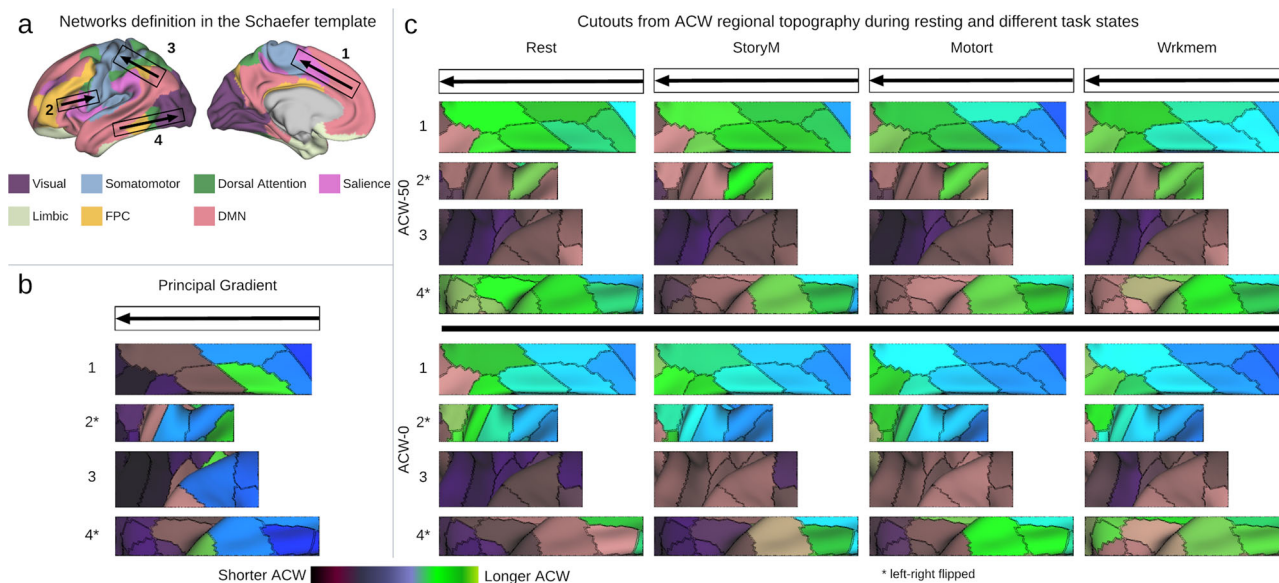 Networks definition in the Schaefer template
a
3
1
2
4
Visual
Somatomotor
Dorsal Attention
Salience
Limbic
FPC
DMN
b
Principal Gradient
1
2*
3
4*
Shorter ACW
Longer ACW
c
Cutouts from ACW regional topography during resting and different task states
Rest
StoryM
Motort
Wrkmem
ACW-50
1
2*
3
4*
ACW-0
1
2*
3
4*
* left-right flipped